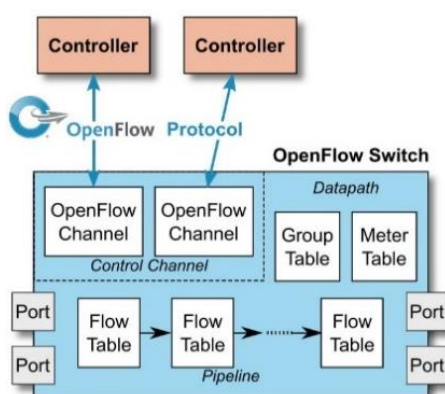 Controller Controller
OpenFlow Protocol
OpenFlow Switch
Datapath
OpenFlow OpenFlow
Channel Channel
Control Channel
Group Meter
Table Table
Port Port
Flow Flow Flow
Table Table Table
Port Port
Pipeline